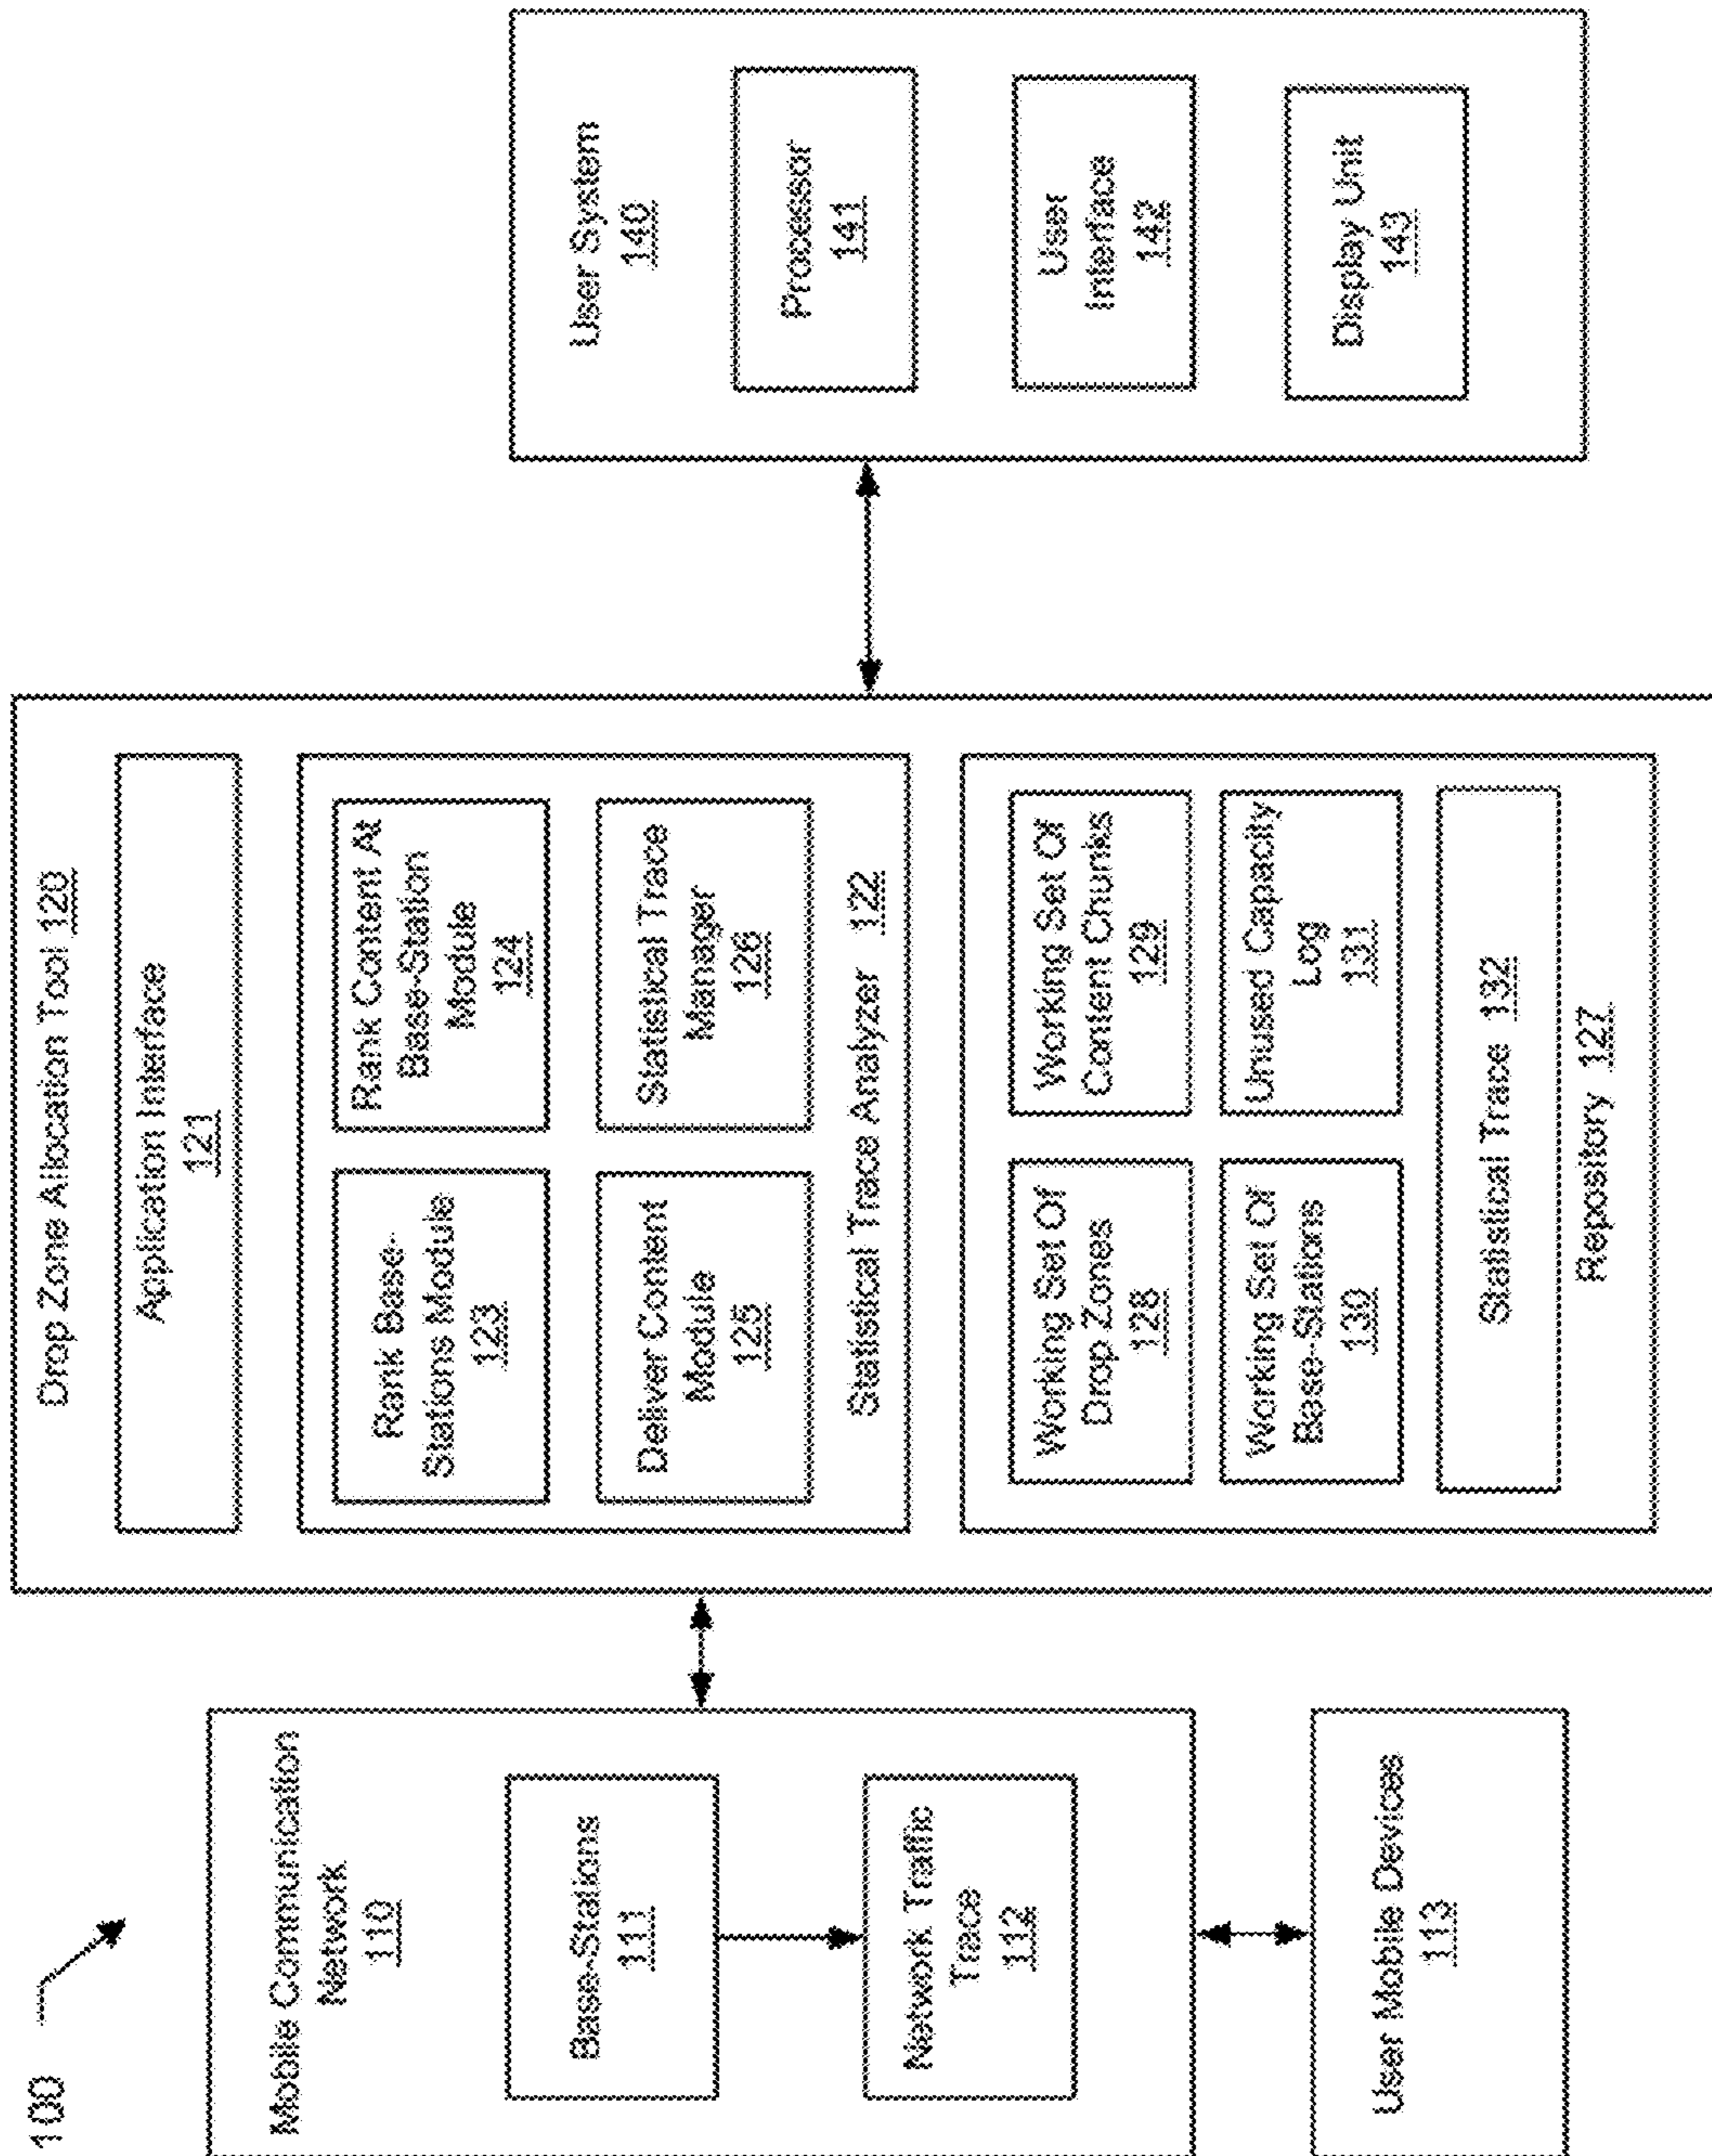 100
Mobile Communication
Network
110
Base-Stations
111
Network Traffic
Trace
112
User Mobile Devices
113
Drop Zone Allocation Tool 120
Application Interface
121
Rank Base-
Stations Module
123
Rank Content At
Base-Station
Module
124
Deliver Content
Module
125
Statistical Trace
Manager
126
Statistical Trace Analyzer 122
Working Set Of
Drop Zones
128
Working Set Of
Content Chunks
129
Working Set Of
Base-Stations
130
Unused Capacity
Log
131
Statistical Trace 132
Repository 127
User System
140
Processor
141
User
Interface
142
Display Unit
143